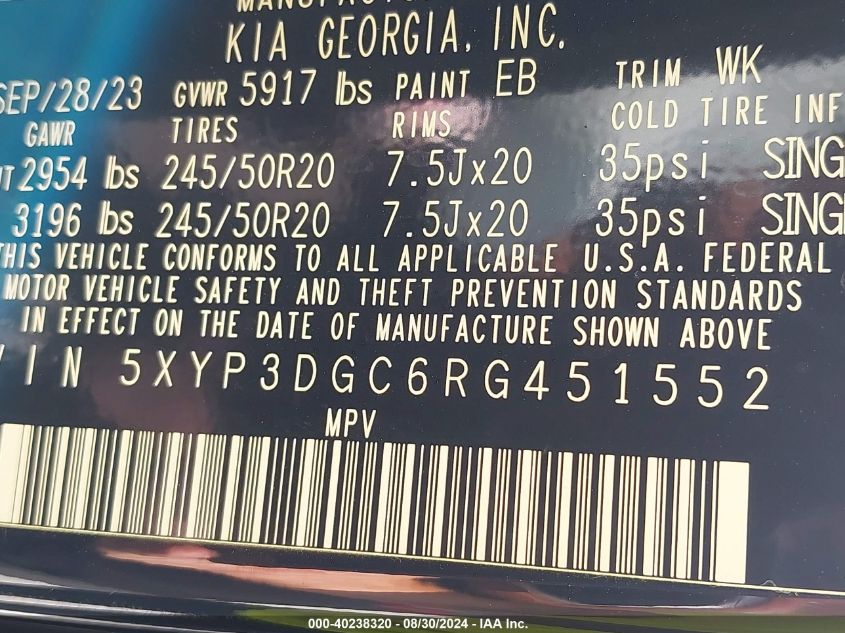 MANUFACTU
KIA GEORGIA, INC.
SEP/28/23 GVWR 5917 lbs PAINT EB TRIM WK
GAWR TIRES RIMS COLD TIRE INF
NT 2954 lbs 245/50R20 7.5Jx20 35psi SING
3196 lbs 245/50R20 7.5Jx20 35psi SING
THIS VEHICLE CONFORMS TO ALL APPLICABLE U.S.A. FEDERAL
MOTOR VEHICLE SAFETY AND THEFT PREVENTION STANDARDS
IN EFFECT ON THE DATE OF MANUFACTURE SHOWN ABOVE
VIN 5XYP3DGC6RG451552
MPV
000-40238320 - 08/30/2024 - IAA Inc.